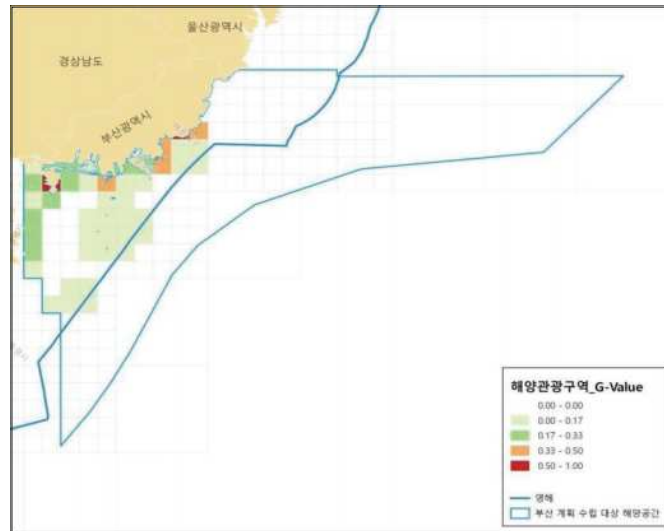 울산광역시
경상남도
부산광역시
해양관광구역_G-Value
0.00 - 0.00
0.00 - 0.17
0.17 - 0.33
0.33 - 0.50
0.50 - 1.00
영해
부산 계획 수립 대상 해양공간